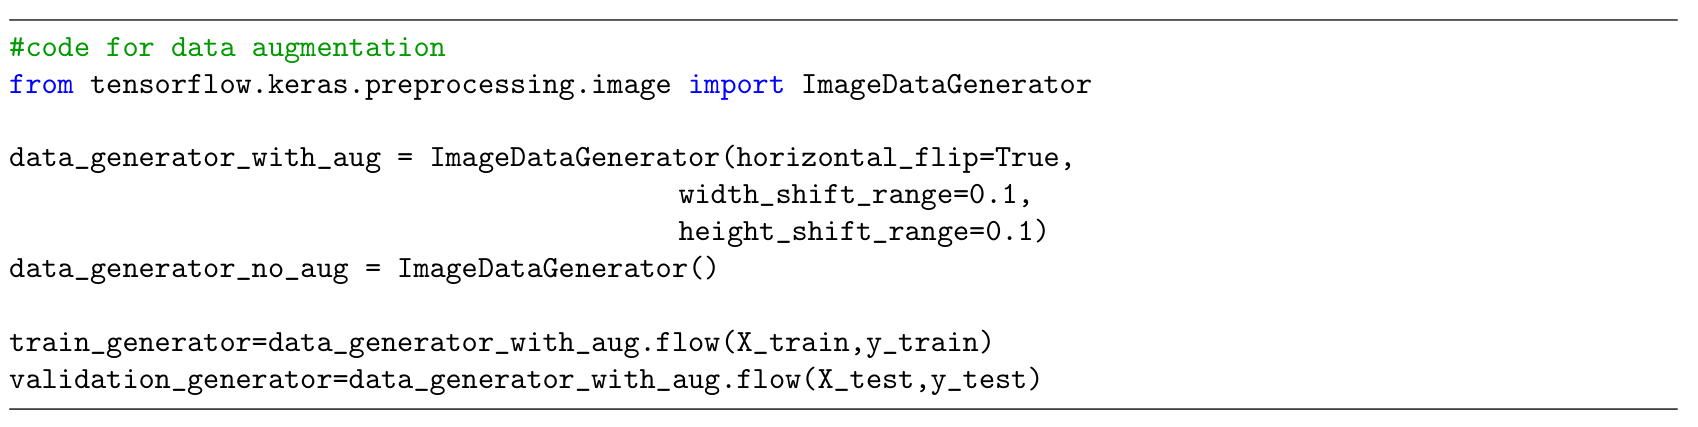 #code for data augmentation
from tensorflow.keras.preprocessing.image import ImageDataGenerator
data_generator_with_aug = ImageDataGenerator(horizontal_flip=True,
width_shift_range=0.1,
height_shift_range=0.1)
data_generator_no_aug = ImageDataGenerator()
train_generator=data_generator_with_aug.flow(X_train,y_train)
validation_generator=data_generator_with_aug.flow(X_test,y_test)